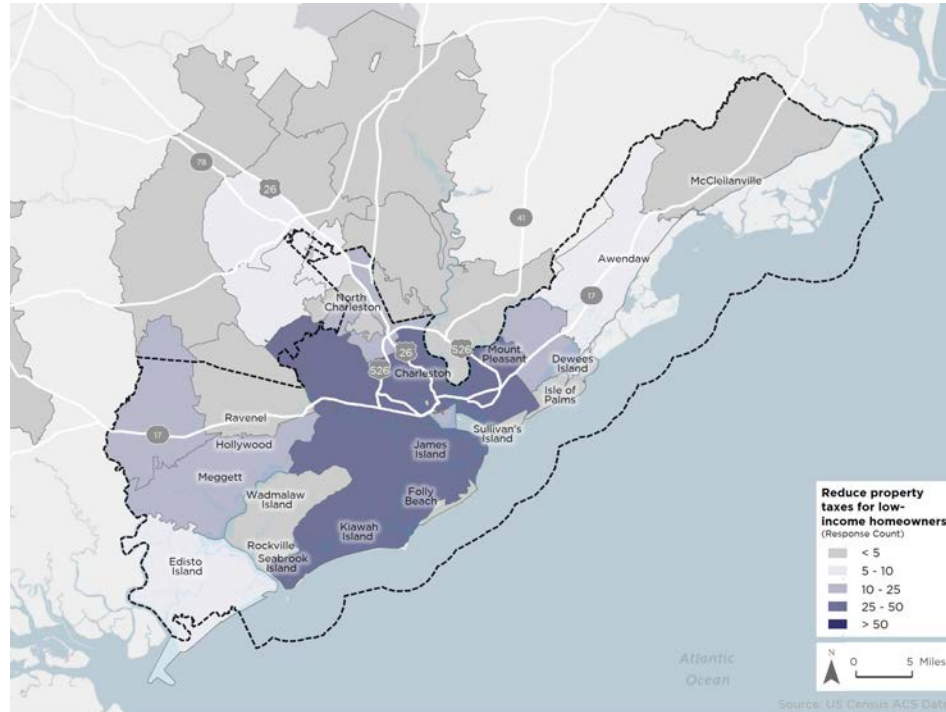 78
26
41
McClellanville
Awendaw
17
North
Charleston
26
526
526
Mount
Pleasant
Charleston
Dewees
Island
Isle of
Palms
Sullivan's
Island
Ravenel
17
Hollywood
Meggett
James
Island
Wadmalaw
Island
Folly
Beach
Kiawah
Island
Rockville
Seabrook
Island
Edisto
Island
Reduce property
taxes for low-
income homeowners
(Response Count)
< 5
5 - 10
10 - 25
25 - 50
> 50
N
0 5 Miles
Atlantic
Ocean
Source: US Census ACS Data